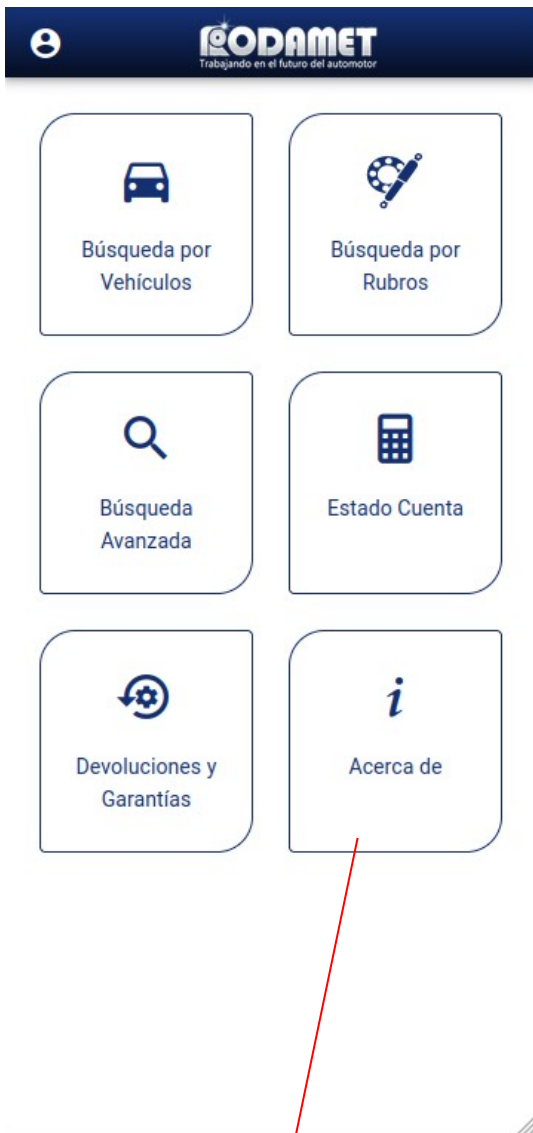 RODAMET
Trabajando en el futuro del automotor
Búsqueda por
Vehículos
Búsqueda por
Rubros
Búsqueda
Avanzada
Estado Cuenta
Devoluciones y
Garantías
i
Acerca de